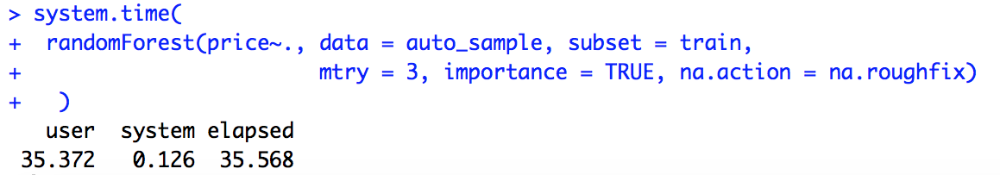 > system.time(
+  randomForest(price~., data = auto_sample, subset = train,
+                      mtry = 3, importance = TRUE, na.action = na.roughfix)
+   )
   user  system elapsed
 35.372   0.126  35.568